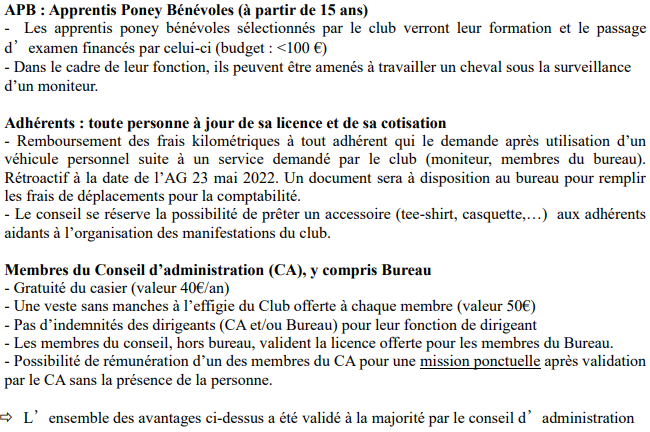 APB : Apprentis Poney Bénévoles (à partir de 15 ans)
- Les apprentis poney bénévoles sélectionnés par le club verront leur formation et le passage
d’examen financés par celui-ci (budget : <100 €)
- Dans le cadre de leur fonction, ils peuvent être amenés à travailler un cheval sous la surveillance
d’un moniteur.
Adhérents : toute personne à jour de sa licence et de sa cotisation
- Remboursement des frais kilométriques à tout adhérent qui le demande après utilisation d’un
véhicule personnel suite à un service demandé par le club (moniteur, membres du bureau).
Rétroactif à la date de l’AG 23 mai 2022. Un document sera à disposition au bureau pour remplir
les frais de déplacements pour la comptabilité.
- Le conseil se réserve la possibilité de prêter un accessoire (tee-shirt, casquette,…) aux adhérents
aidants à l’organisation des manifestations du club.
Membres du Conseil d’administration (CA), y compris Bureau
- Gratuité du casier (valeur 40€/an)
- Une veste sans manches à l’effigie du Club offerte à chaque membre (valeur 50€)
- Pas d’indemnités des dirigeants (CA et/ou Bureau) pour leur fonction de dirigeant
- Les membres du conseil, hors bureau, valident la licence offerte pour les membres du Bureau.
- Possibilité de rémunération d’un des membres du CA pour une mission ponctuelle après validation
par le CA sans la présence de la personne.
⇨ L’ensemble des avantages ci-dessus a été validé à la majorité par le conseil d’administration